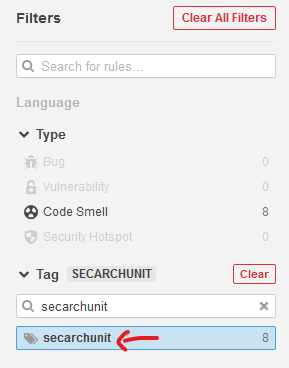 Filters Clear All Filters
Search for rules...
Language
Type
Bug 0
Vulnerability 0
Code Smell 8
Security Hotspot 0
Tag SECARCHUNIT Clear
secarchunit
secarchunit 8